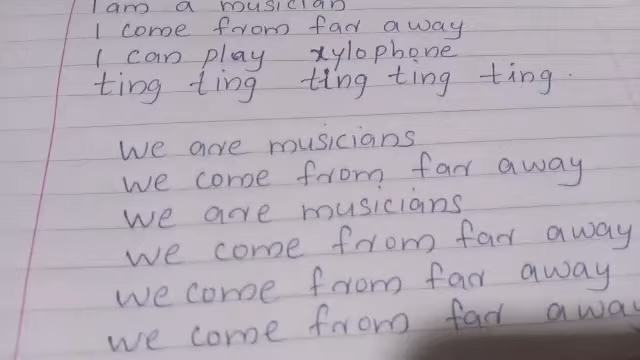 I am a musician
I come from far away
I can play xylophone
ting ting ting ting ting.
We are musicians
We come from far away
We are musicians
We come from far away
We come from far away
We come from far away